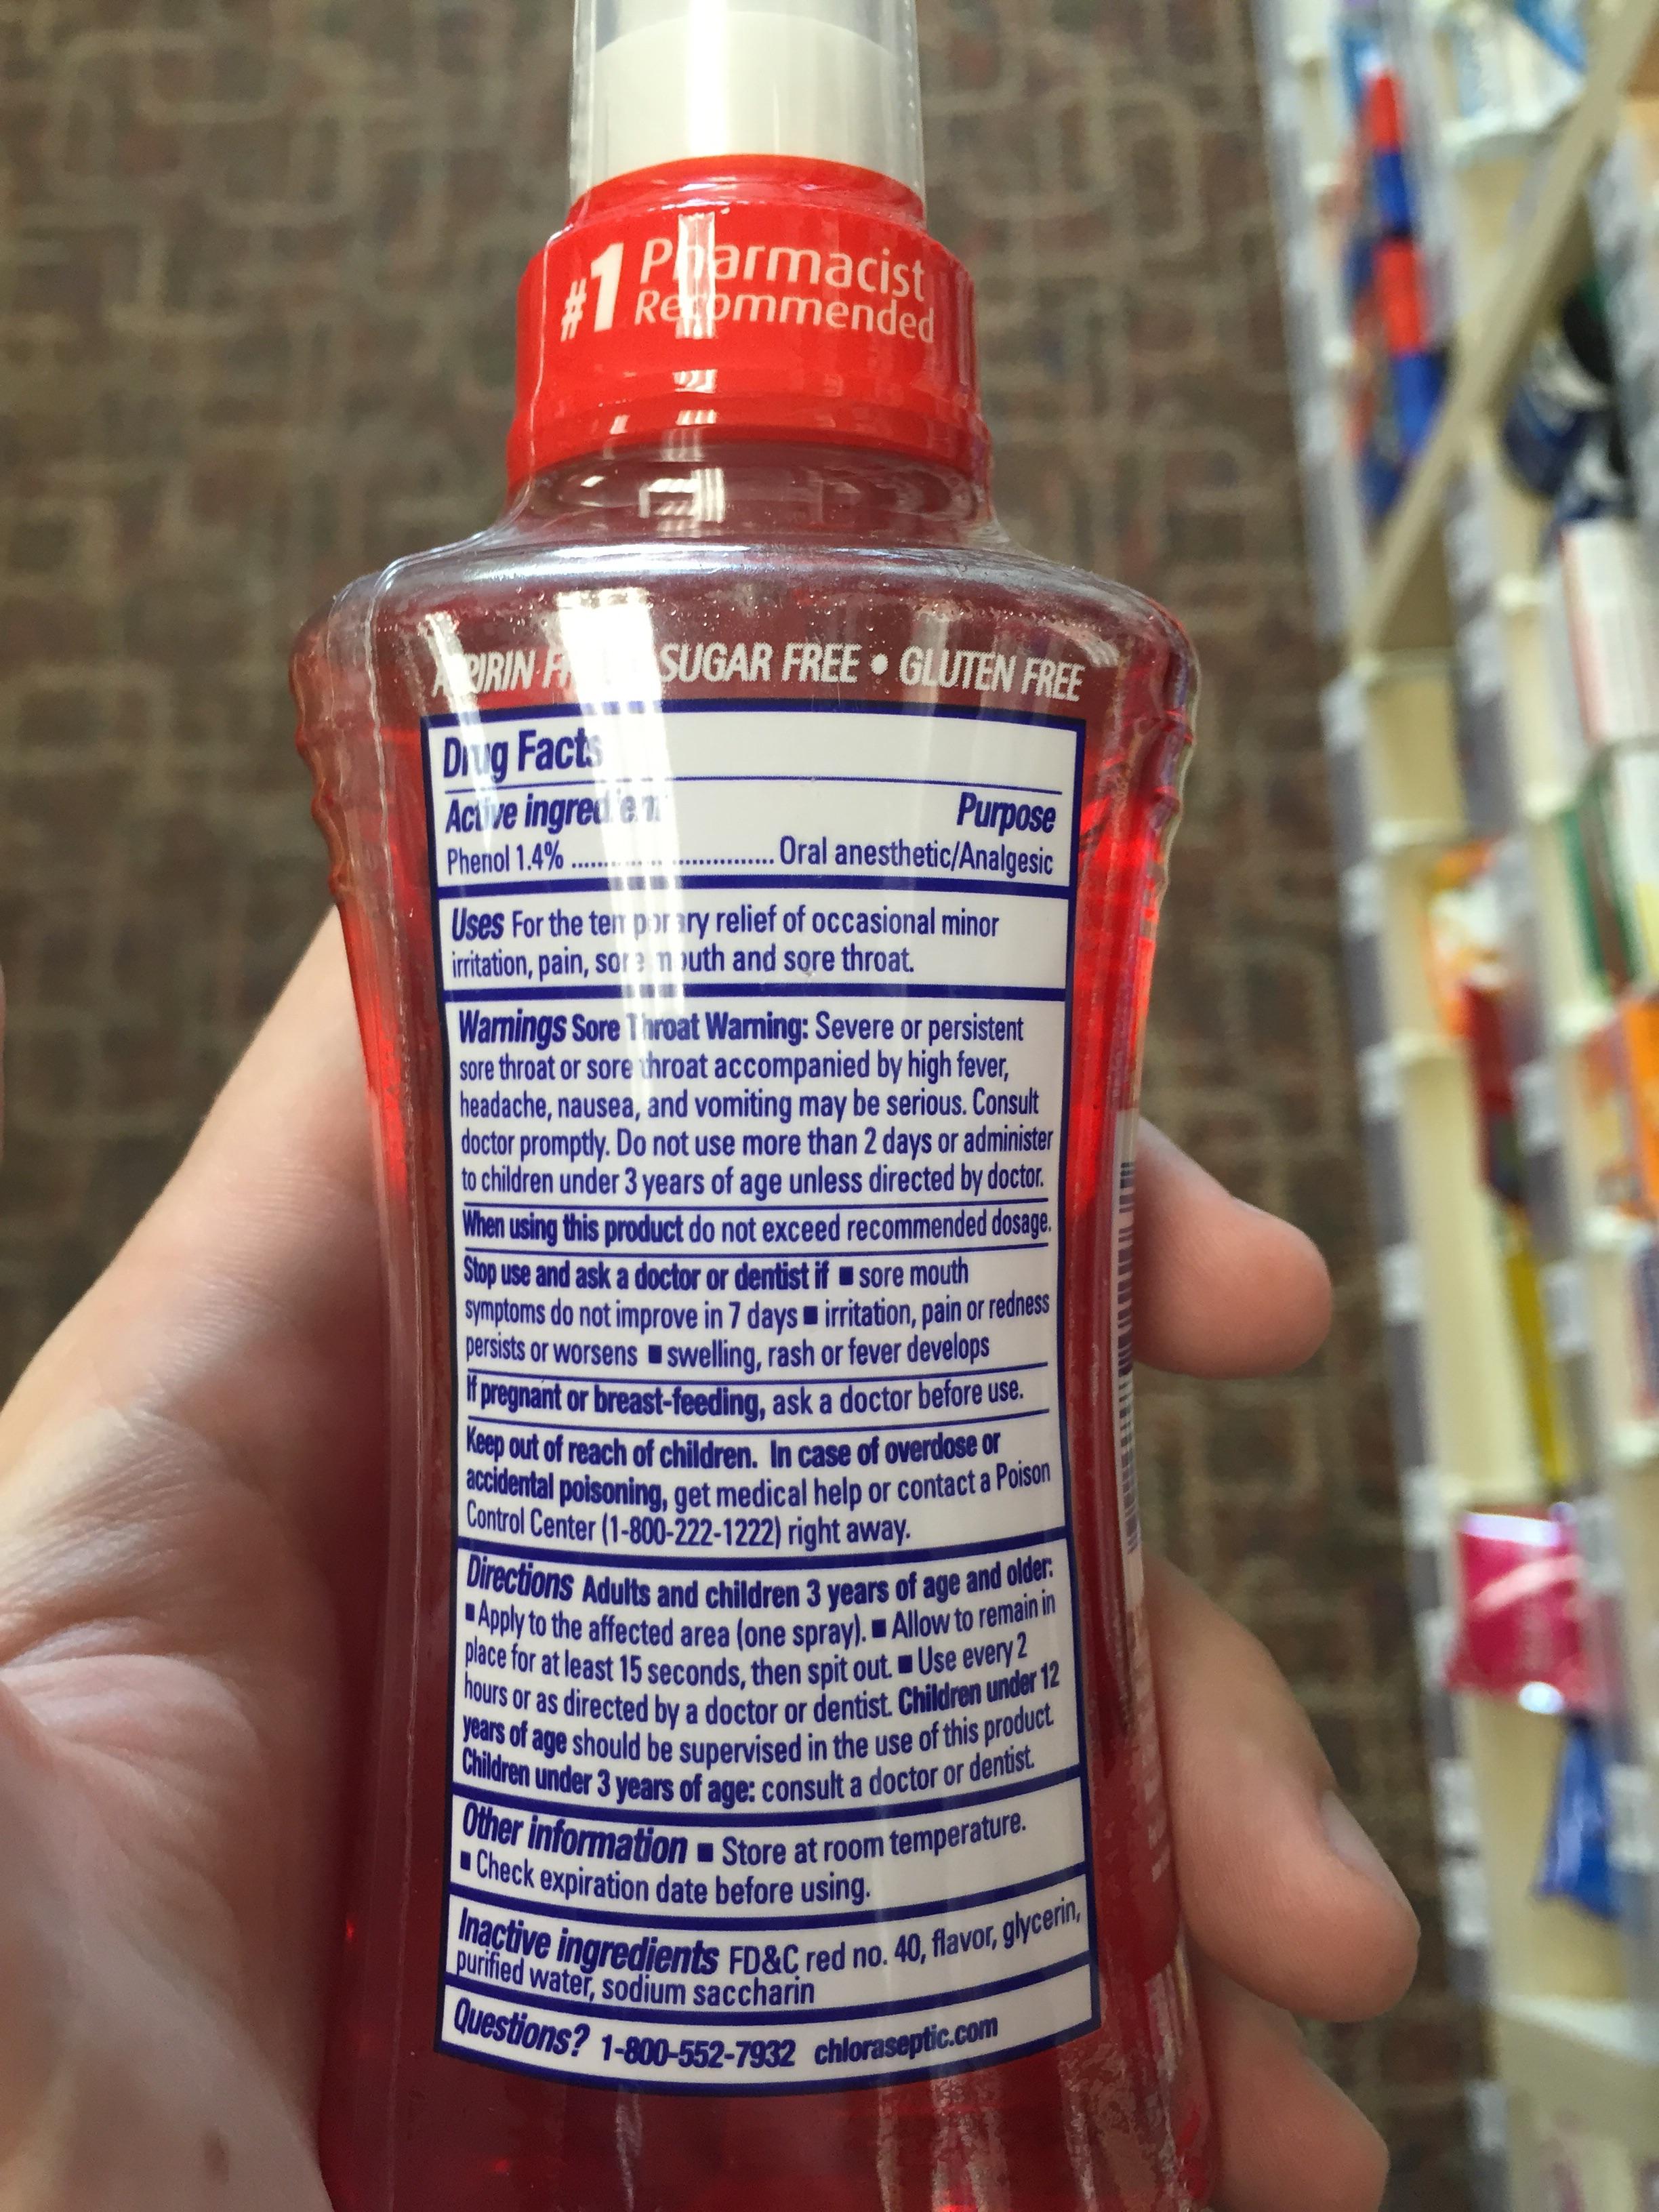 #1 Pharmacist
Recommended
ASPIRIN FREE SUGAR FREE • GLUTEN FREE
Drug Facts
Active ingredient Purpose
Phenol 1.4% ................................ Oral anesthetic/Analgesic
Uses For the temporary relief of occasional minor
irritation, pain, sore mouth and sore throat.
Warnings Sore Throat Warning: Severe or persistent
sore throat or sore throat accompanied by high fever,
headache, nausea, and vomiting may be serious. Consult
doctor promptly. Do not use more than 2 days or administer
to children under 3 years of age unless directed by doctor.
When using this product do not exceed recommended dosage.
Stop use and ask a doctor or dentist if ■ sore mouth
symptoms do not improve in 7 days ■ irritation, pain or redness
persists or worsens ■ swelling, rash or fever develops
If pregnant or breast-feeding, ask a doctor before use.
Keep out of reach of children. In case of overdose or
accidental poisoning, get medical help or contact a Poison
Control Center (1-800-222-1222) right away.
Directions Adults and children 3 years of age and older:
■ Apply to the affected area (one spray). ■ Allow to remain in
place for at least 15 seconds, then spit out. ■ Use every 2
hours or as directed by a doctor or dentist. Children under 12
years of age should be supervised in the use of this product.
Children under 3 years of age: consult a doctor or dentist.
Other information ■ Store at room temperature.
■ Check expiration date before using.
Inactive ingredients FD&C red no. 40, flavor, glycerin,
purified water, sodium saccharin
Questions? 1-800-552-7932 chloraseptic.com